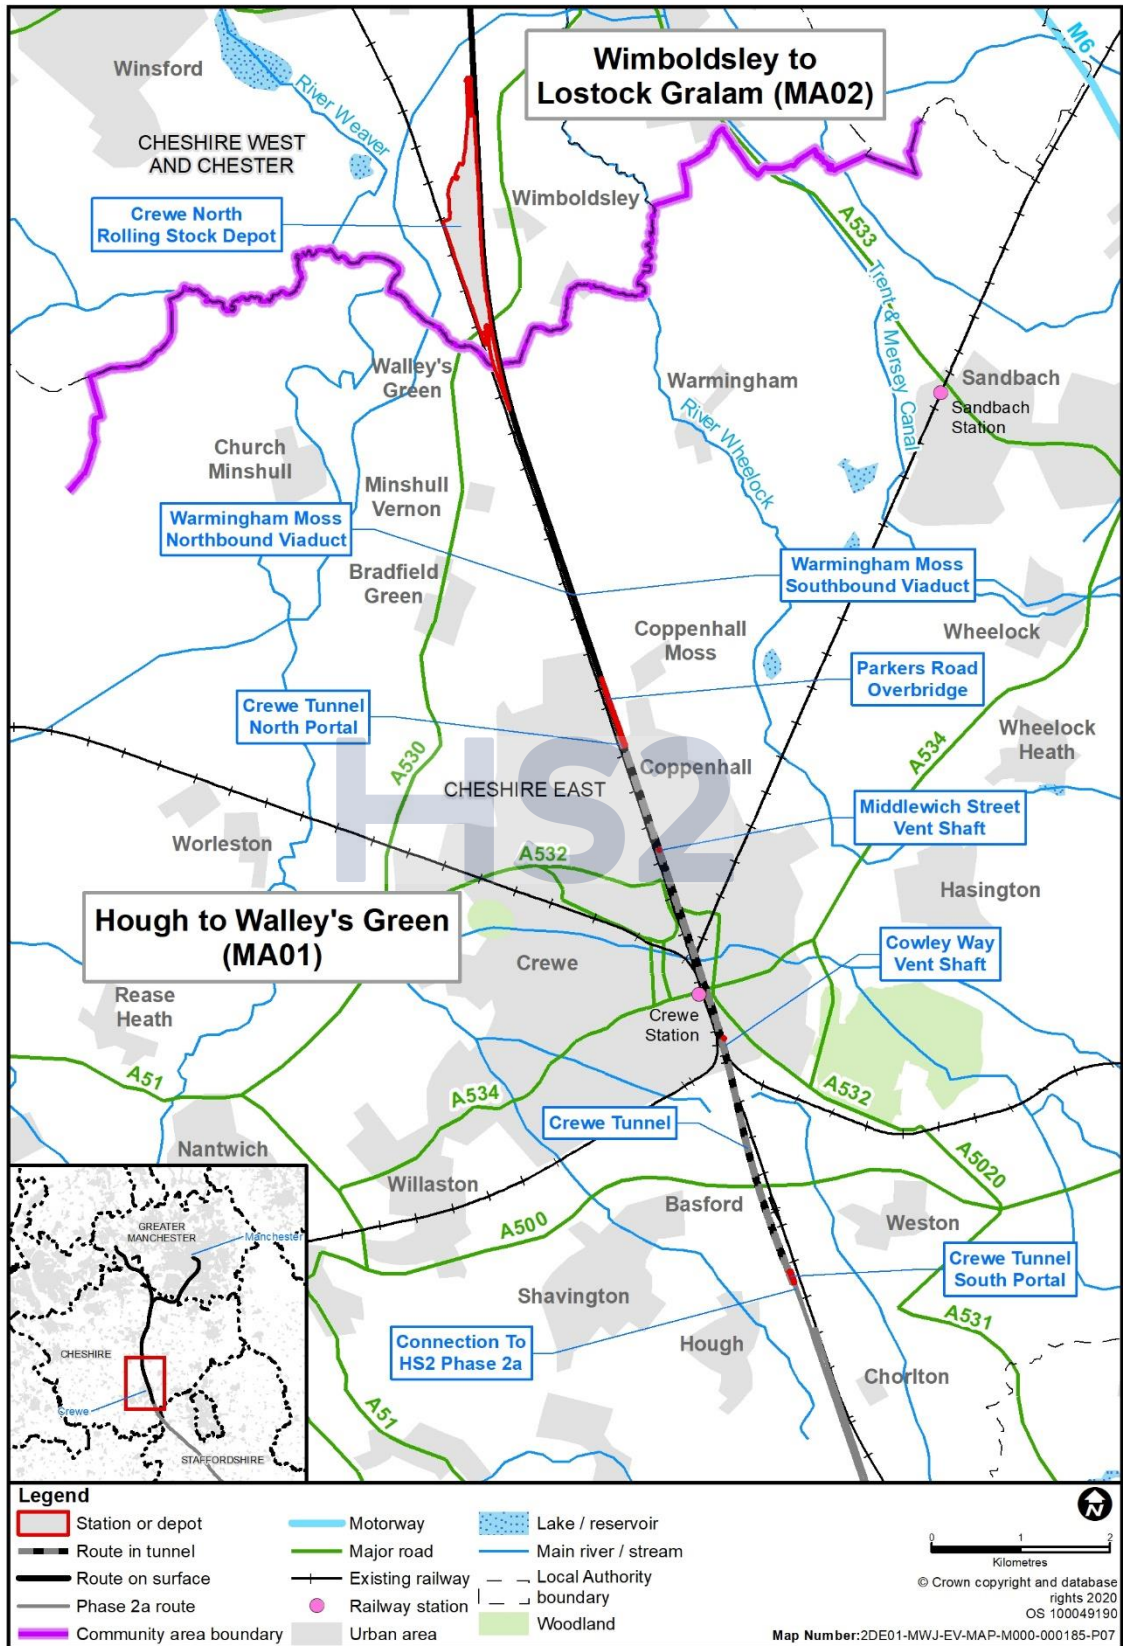 Winsford
River Weaver
CHESHIRE WEST
AND CHESTER
Wimboldsley to
Lostock Gralam (MA02)
M6
Crewe North
Rolling Stock Depot
Wimboldsley
A533
Trent & Mersey Canal
Walley's
Green
Warmingham
River Wheelock
Sandbach
Sandbach
Station
Church
Minshull
Minshull
Vernon
Warmingham Moss
Northbound Viaduct
Bradfield
Green
Warmingham Moss
Southbound Viaduct
Coppenhall
Moss
Wheelock
Parkers Road
Overbridge
Crewe Tunnel
North Portal
A530
HS2
Coppenhall
CHESHIRE EAST
A534
Wheelock
Heath
Middlewich Street
Vent Shaft
Worleston
A532
Hasington
Hough to Walley's Green
(MA01)
Crewe
Cowley Way
Vent Shaft
Rease
Heath
Crewe
Station
A51
A534
A532
Crewe Tunnel
Nantwich
A5020
Willaston
Basford
A500
Weston
Crewe Tunnel
South Portal
Shavington
A531
Connection To
HS2 Phase 2a
Hough
Chorlton
A51
GREATER
MANCHESTER
Manchester
CHESHIRE
Crewe
STAFFORDSHIRE
Legend
Station or depot
Route in tunnel
Route on surface
Phase 2a route
Community area boundary
Motorway
Major road
Existing railway
Railway station
Urban area
Lake / reservoir
Main river / stream
Local Authority
boundary
Woodland
N
0 1 2
Kilometres
© Crown copyright and database
rights 2020
OS 100049190
Map Number:2DE01-MWJ-EV-MAP-M000-000185-P07